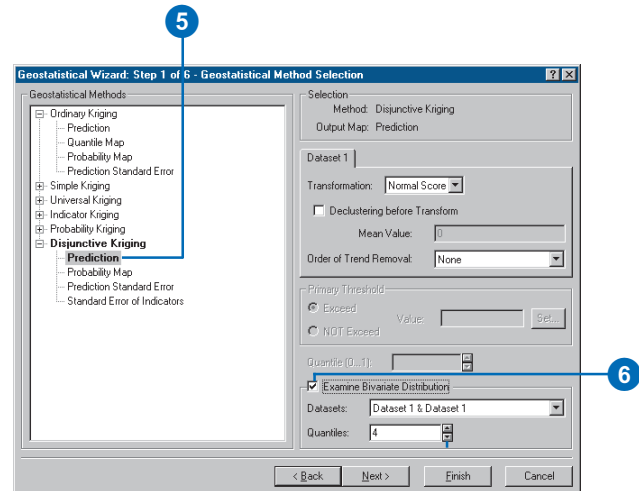 5
Geostatistical Wizard: Step 1 of 6 - Geostatistical Method Selection
Geostatistical Methods
Ordinary Kriging
Prediction
Quantile Map
Probability Map
Prediction Standard Error
Simple Kriging
Universal Kriging
Indicator Kriging
Probability Kriging
Disjunctive Kriging
Prediction
Probability Map
Prediction Standard Error
Standard Error of Indicators
Selection
Method: Disjunctive Kriging
Output Map: Prediction
Dataset 1
Transformation: Normal Score
Declustering before Transform
Mean Value: 0
Order of Trend Removal: None
Primary Threshold
Exceed
Value: Set...
NOT Exceed
Quantile (0...1):
6
Examine Bivariate Distribution
Datasets: Dataset 1 & Dataset 1
Quantiles: 4
< Back Next > Finish Cancel